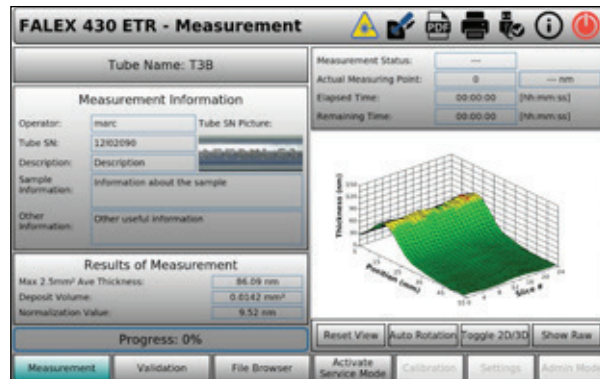 FALEX 430 ETR - Measurement
PDF
Tube Name: T3B
Measurement Information
Operator: marc Tube SN Picture:
Tube SN: 12I02090
Description: Description
Sample Information: Information about the sample
Other Information: Other useful information
Results of Measurement
Max 2.5mm² Ave Thickness: 86.09 nm
Deposit Volume: 0.0142 mm³
Normalization Value: 9.52 nm
Progress: 0%
Measurement Status: ---
Actual Measuring Point: 0 --- nm
Elapsed Time: 00:00:00 [hh:mm:ss]
Remaining Time: 00:00:00 [hh:mm:ss]
Thickness (nm)
Position (mm)
Slice #
Reset View Auto Rotation Toggle 2D/3D Show Raw
Measurement Validation File Browser Activate Service Mode Calibration Settings Admin Mode